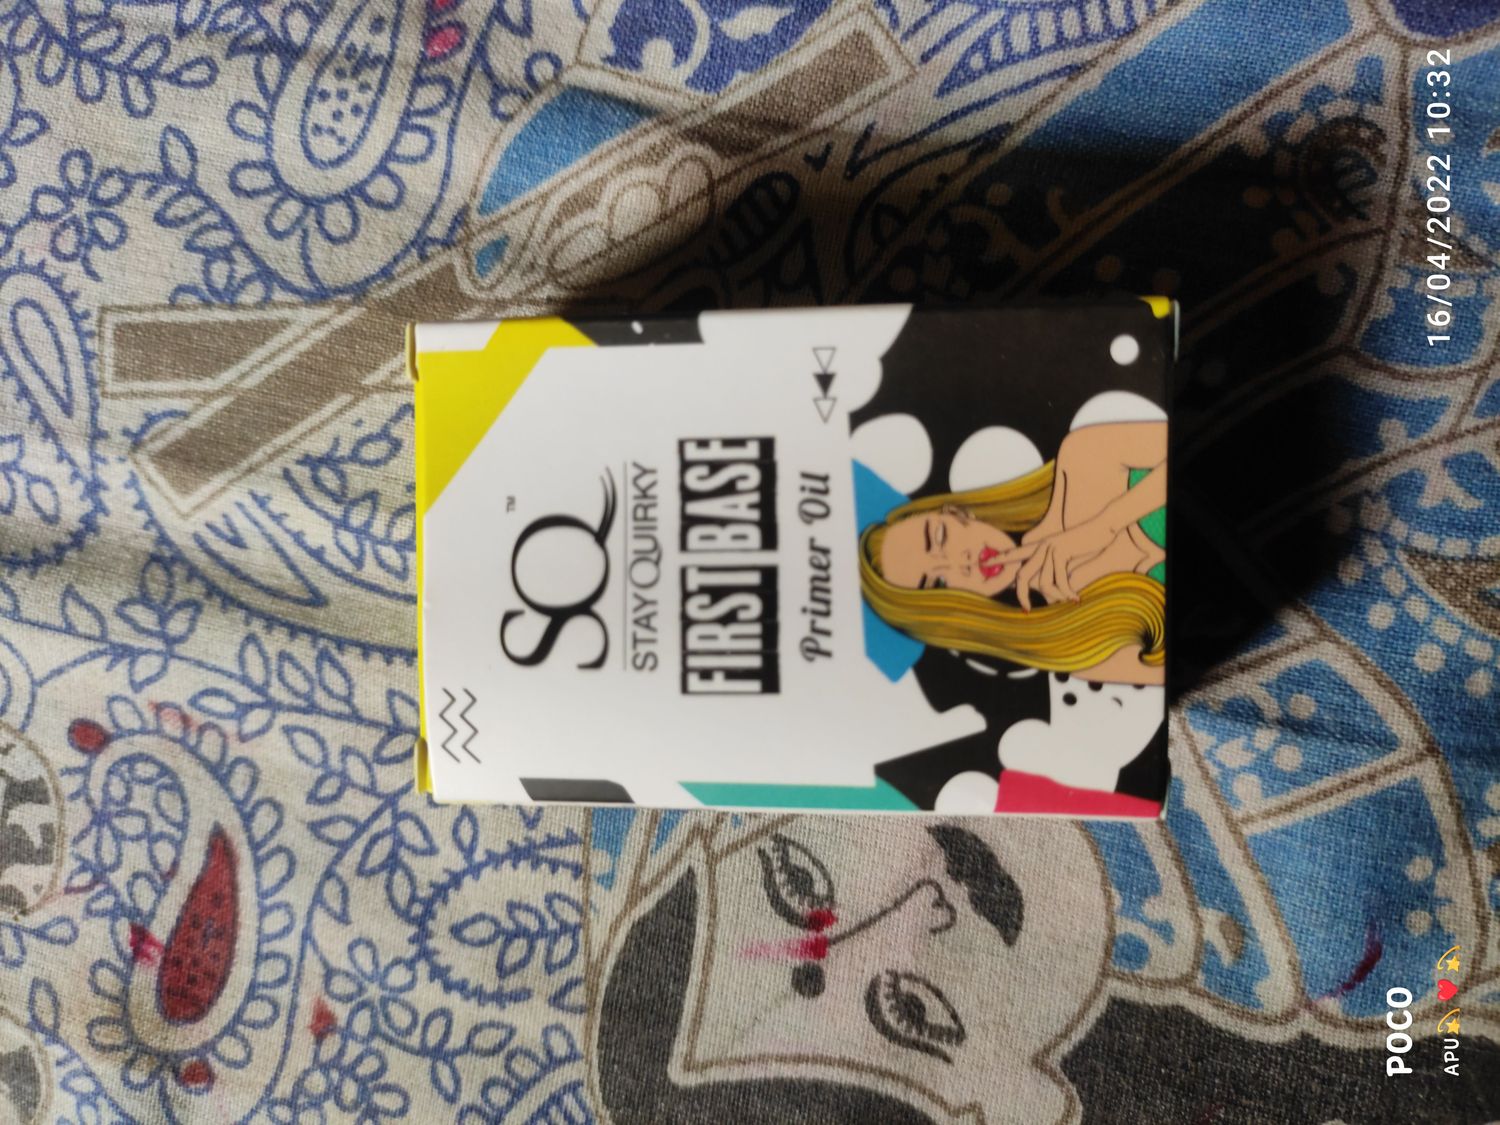 SQ™
STAY QUIRKY
FIRST BASE
Primer Oil
POCO
APU💫❤️💫
16/04/2022 10:32